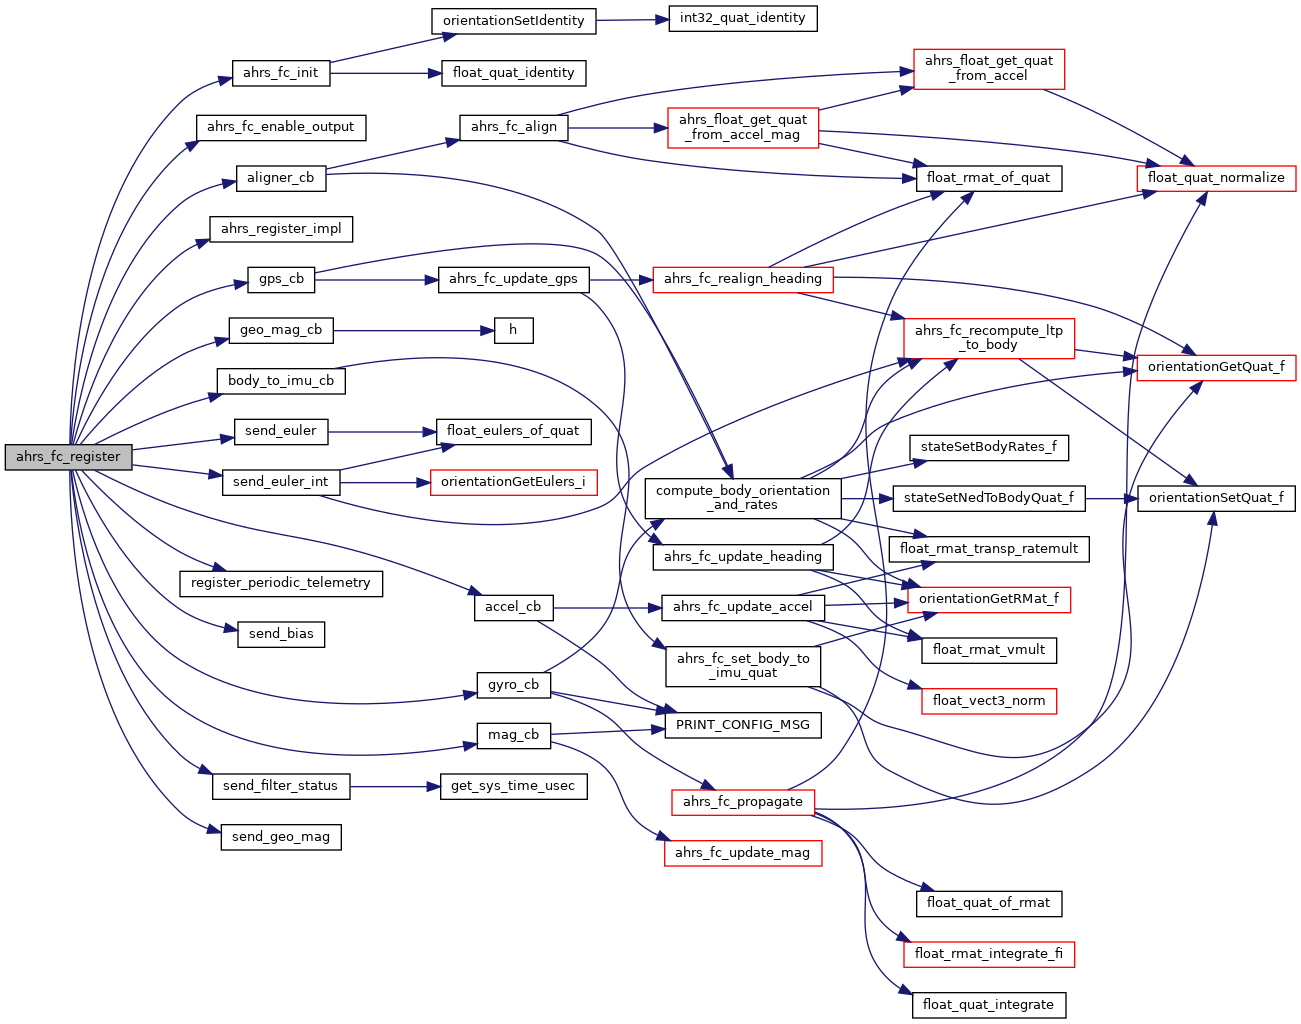 ahrs_fc_register
ahrs_fc_init
ahrs_fc_enable_output
aligner_cb
ahrs_register_impl
gps_cb
geo_mag_cb
body_to_imu_cb
send_euler
send_euler_int
register_periodic_telemetry
send_bias
send_filter_status
send_geo_mag
orientationSetIdentity
float_quat_identity
ahrs_fc_align
ahrs_fc_update_gps
h
float_eulers_of_quat
orientationGetEulers_i
accel_cb
gyro_cb
mag_cb
get_sys_time_usec
int32_quat_identity
ahrs_float_get_quat
_from_accel_mag
ahrs_fc_realign_heading
compute_body_orientation
_and_rates
ahrs_fc_update_heading
ahrs_fc_update_accel
ahrs_fc_set_body_to
_imu_quat
PRINT_CONFIG_MSG
ahrs_fc_propagate
ahrs_fc_update_mag
ahrs_float_get_quat
_from_accel
float_rmat_of_quat
ahrs_fc_recompute_ltp
_to_body
stateSetBodyRates_f
stateSetNedToBodyQuat_f
float_rmat_transp_ratemult
orientationGetRMat_f
float_rmat_vmult
float_vect3_norm
float_quat_of_rmat
float_rmat_integrate_fi
float_quat_integrate
float_quat_normalize
orientationGetQuat_f
orientationSetQuat_f